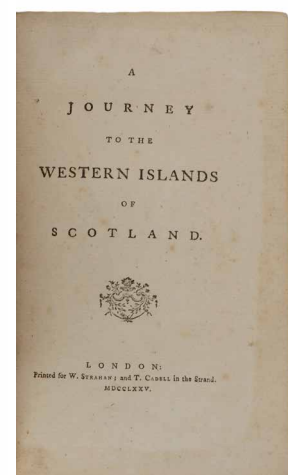 A
JOURNEY
TO THE
WESTERN ISLANDS
OF
SCOTLAND.
LONDON:
Printed for W. STRAHAN; and T. CADELL in the Strand.
MDCCLXXV.